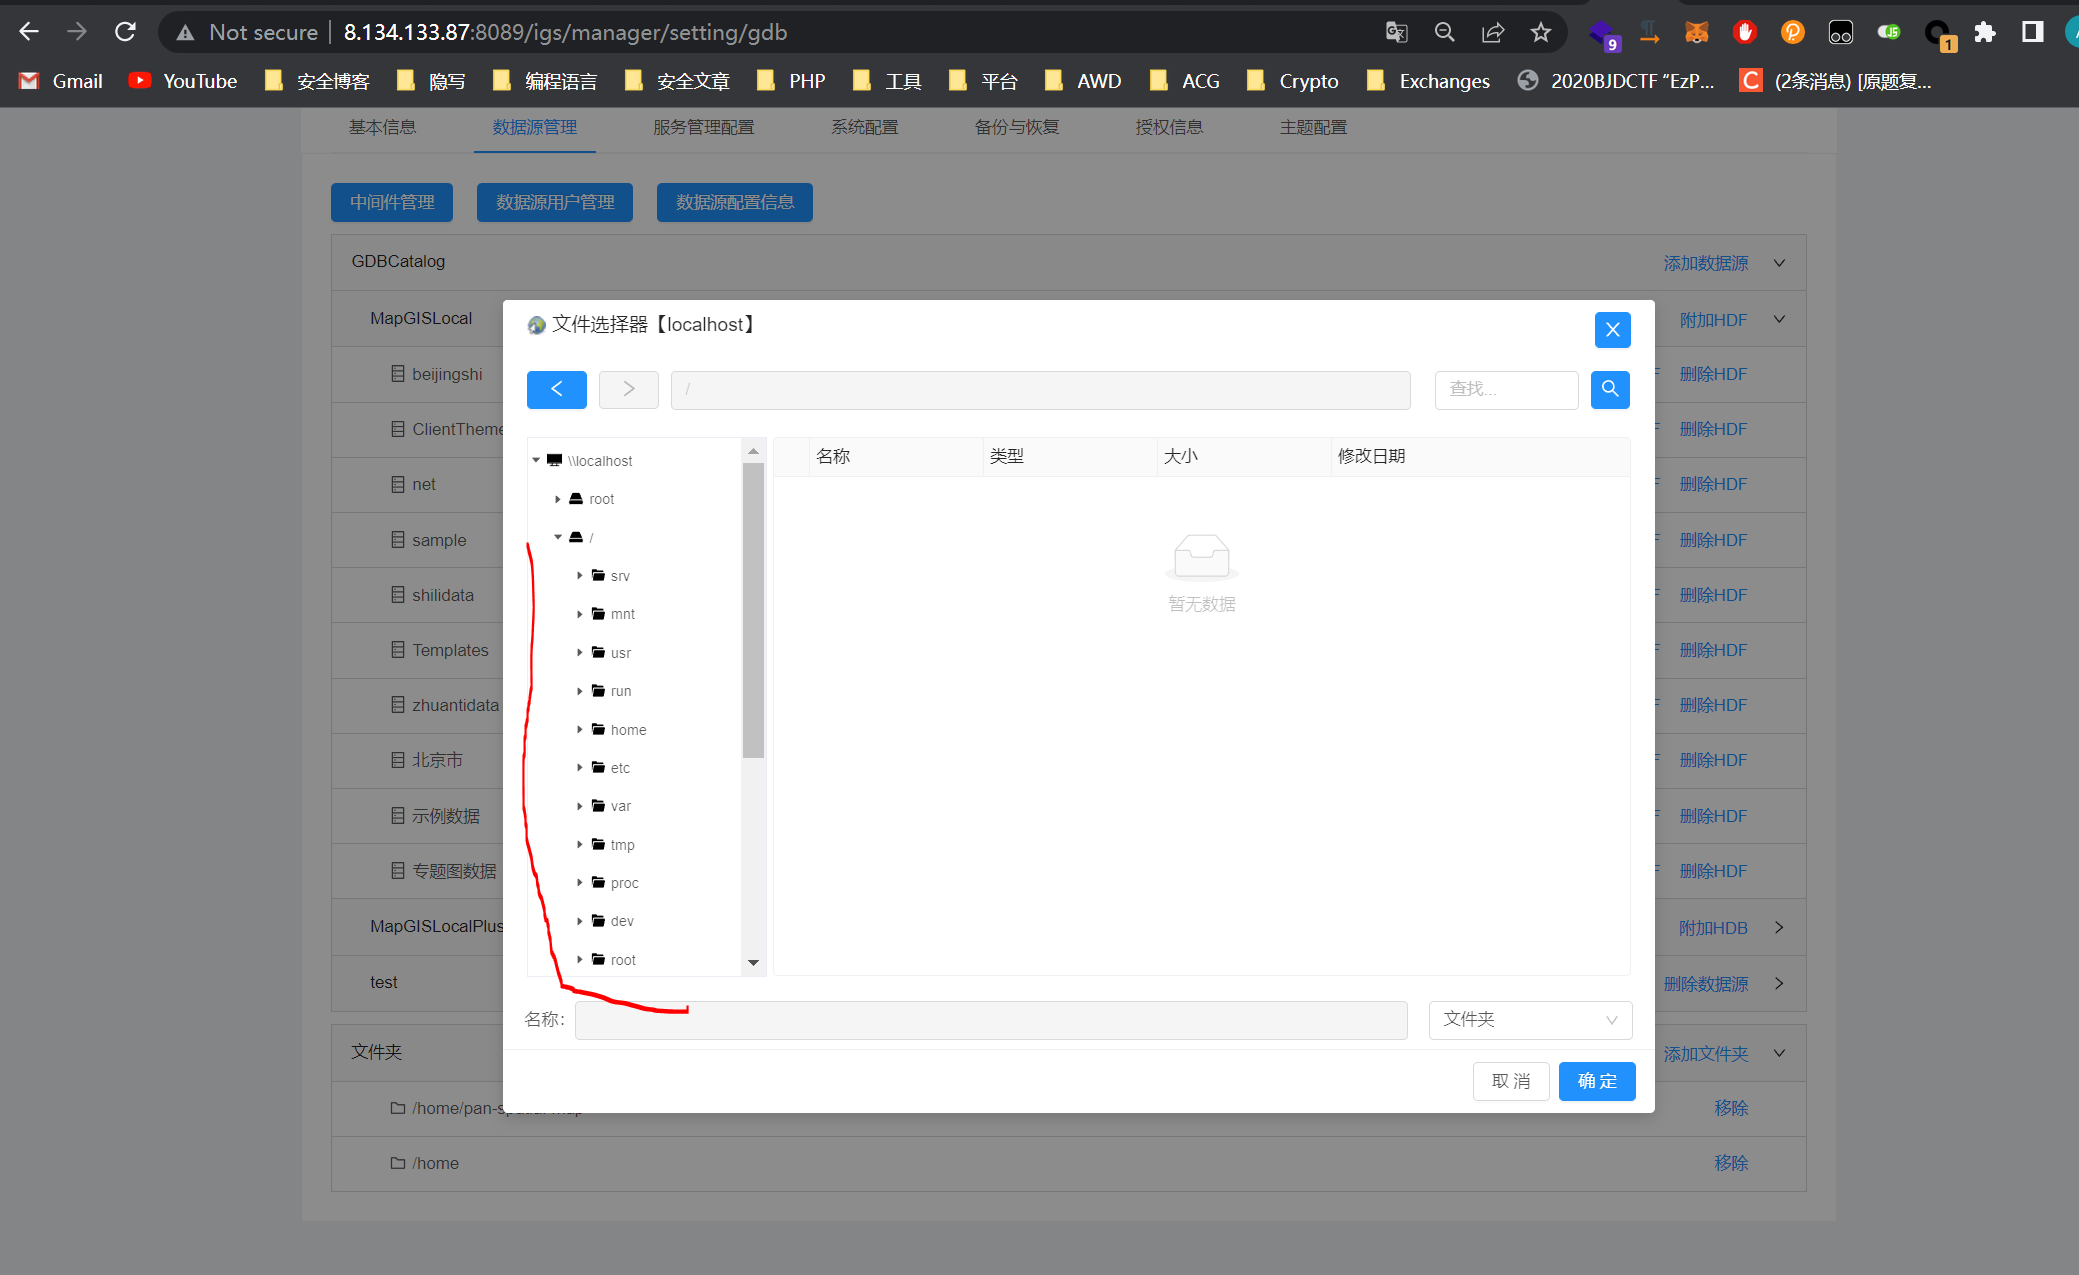 Not secure 8.134.133.87:8089/igs/manager/setting/gdb 9 1
Gmail YouTube 安全博客 隐写 编程语言 安全文章 PHP 工具 平台 AWD ACG Crypto Exchanges 2020BJDCTF “EzP... (2条消息) [原题复...
基本信息 数据源管理 服务管理配置 系统配置 备份与恢复 授权信息 主题配置
中间件管理 数据源用户管理 数据源配置信息
GDBCatalog 添加数据源
MapGISLocal 附加HDF
beijingshi 删除HDF
ClientTheme 删除HDF
net 删除HDF
sample 删除HDF
shilidata 删除HDF
Templates 删除HDF
zhuantidata 删除HDF
北京市 删除HDF
示例数据 删除HDF
专题图数据 删除HDF
MapGISLocalPlus 附加HDB
test 删除数据源
文件夹 添加文件夹
/home/pan-spatial-map 移除
/home 移除
文件选择器【localhost】
/ 查找...
\\localhost
root
/
srv
mnt
usr
run
home
etc
var
tmp
proc
dev
root
名称 类型 大小 修改日期
暂无数据
名称: 文件夹
取消 确定